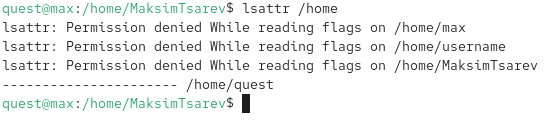 quest@max:/home/MaksimTsarev$ lsattr /home
lsattr: Permission denied While reading flags on /home/max
lsattr: Permission denied While reading flags on /home/username
lsattr: Permission denied While reading flags on /home/MaksimTsarev
---------------------- /home/quest
quest@max:/home/MaksimTsarev$